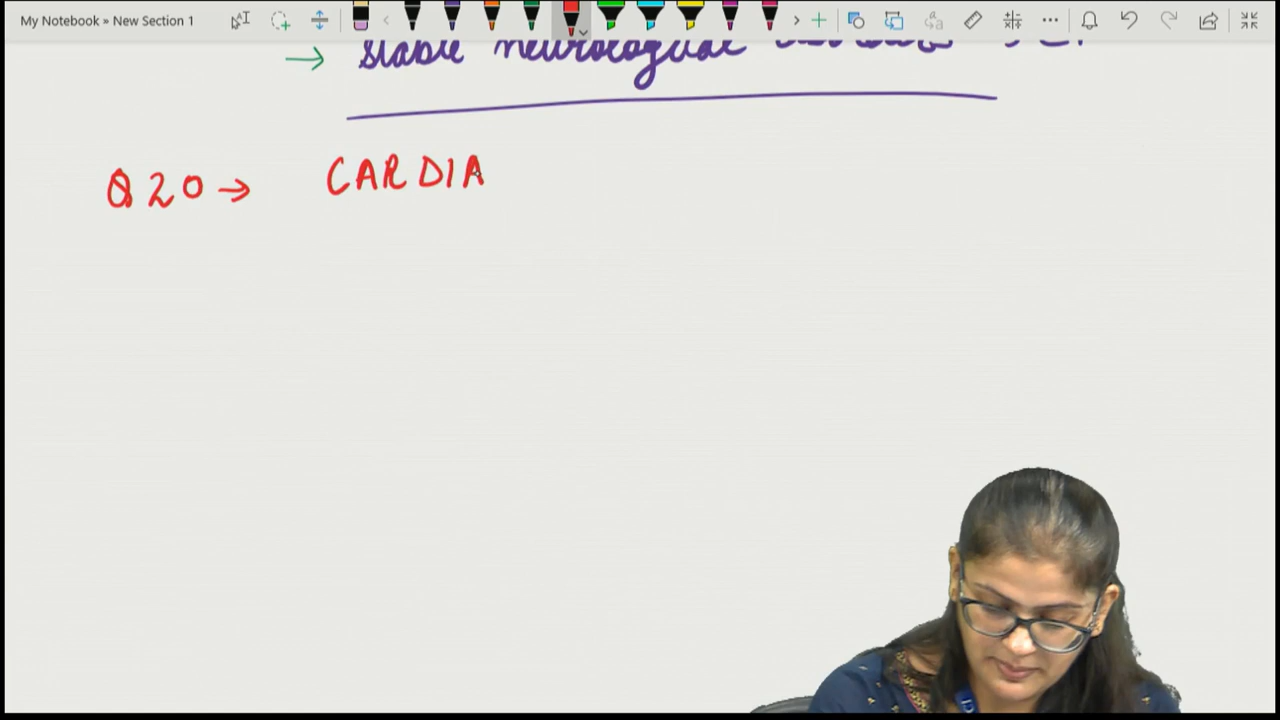 My Notebook » New Section 1
→ stable neurological
Q20 → CARDIA